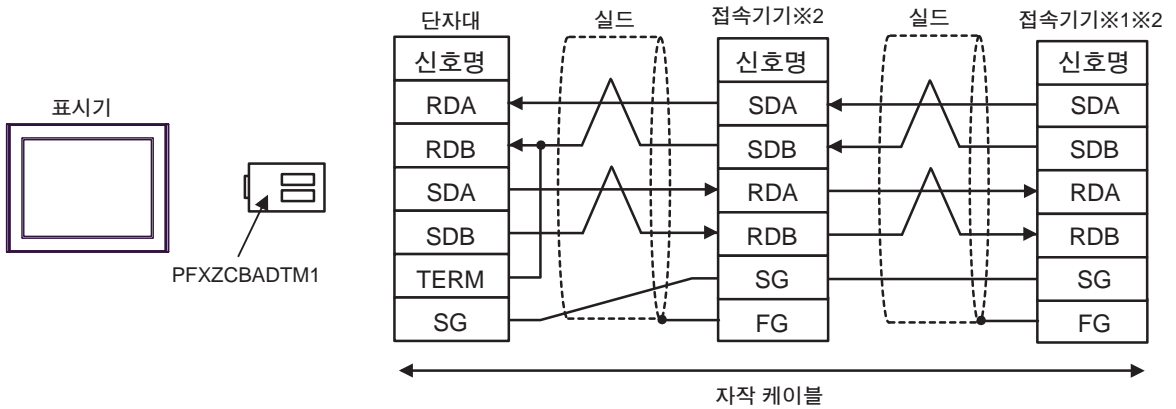 표시기
PFXZCBADTM1
단자대
신호명
RDA
RDB
SDA
SDB
TERM
SG
실드
접속기기※2
신호명
SDA
SDB
RDA
RDB
SG
FG
실드
접속기기※1※2
신호명
SDA
SDB
RDA
RDB
SG
FG
자작 케이블